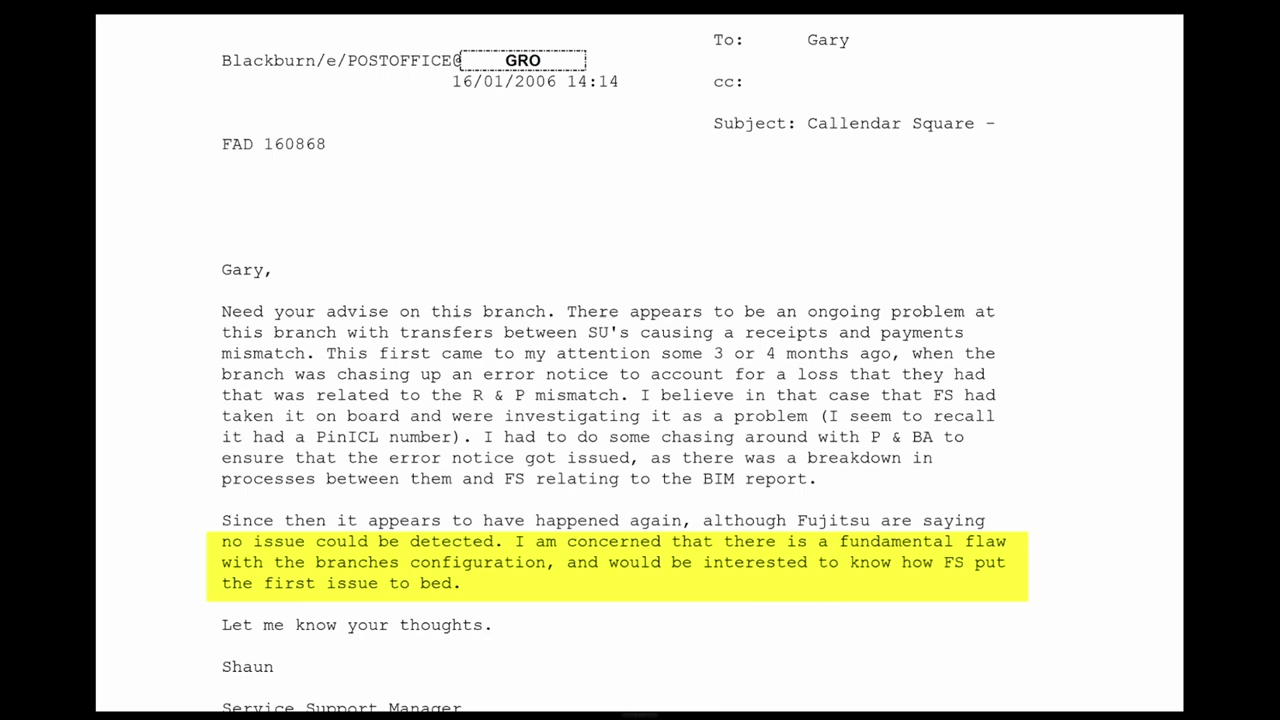 To: Gary
Blackburn/e/POSTOFFICE@ GRO
16/01/2006 14:14
cc:
Subject: Callendar Square -
FAD 160868
Gary,
Need your advise on this branch. There appears to be an ongoing problem at
this branch with transfers between SU's causing a receipts and payments
mismatch. This first came to my attention some 3 or 4 months ago, when the
branch was chasing up an error notice to account for a loss that they had
that was related to the R & P mismatch. I believe in that case that FS had
taken it on board and were investigating it as a problem (I seem to recall
it had a PinICL number). I had to do some chasing around with P & BA to
ensure that the error notice got issued, as there was a breakdown in
processes between them and FS relating to the BIM report.
Since then it appears to have happened again, although Fujitsu are saying
no issue could be detected. I am concerned that there is a fundamental flaw
with the branches configuration, and would be interested to know how FS put
the first issue to bed.
Let me know your thoughts.
Shaun
Service Support Manager